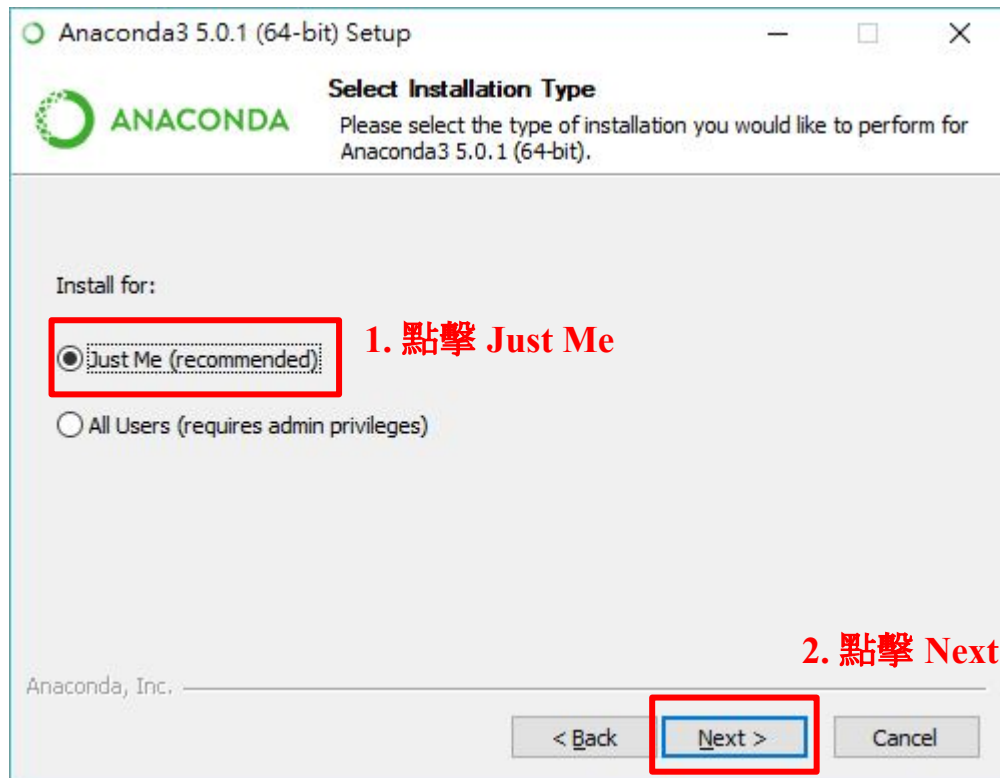 Anaconda3 5.0.1 (64-bit) Setup
ANACONDA
Select Installation Type
Please select the type of installation you would like to perform for
Anaconda3 5.0.1 (64-bit).
Install for:
Just Me (recommended)
1. 點擊 Just Me
All Users (requires admin privileges)
2. 點擊 Next
Anaconda, Inc.
< Back
Next >
Cancel